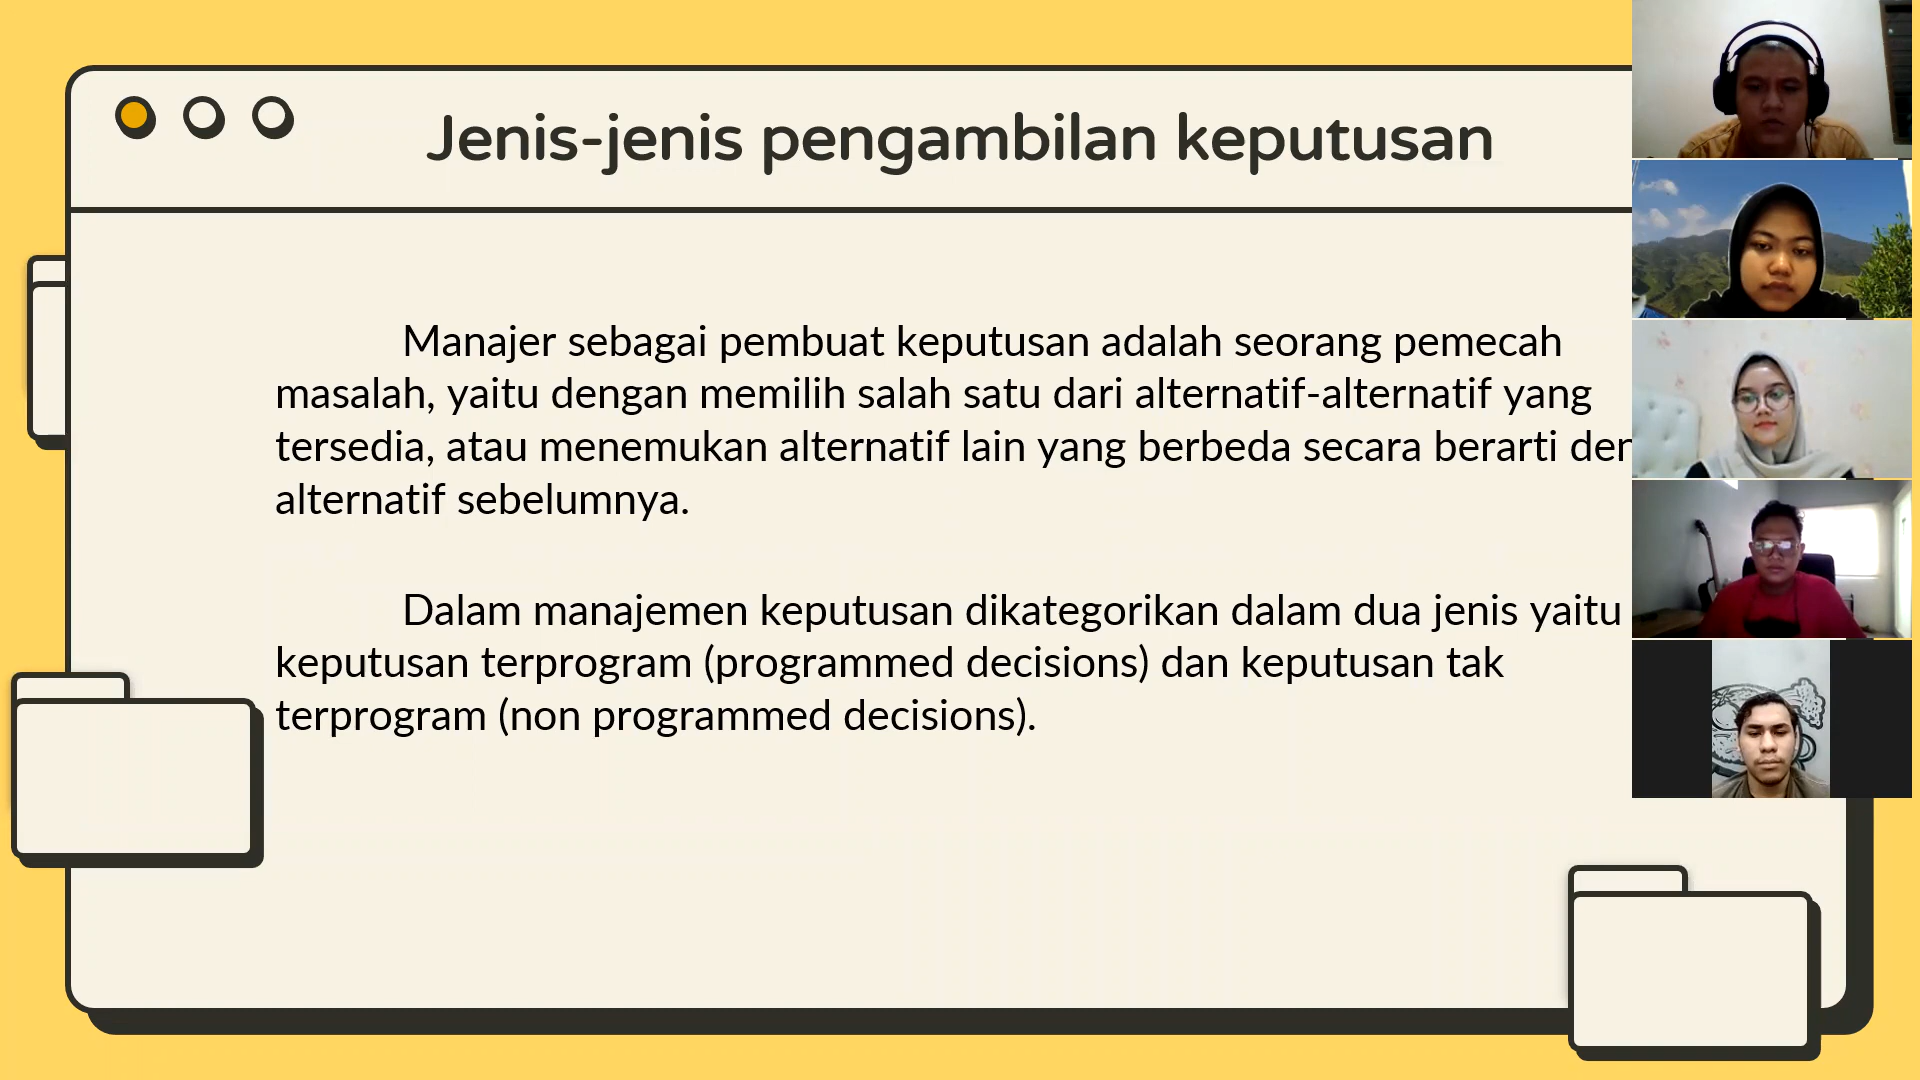 Jenis-jenis pengambilan keputusan
Manajer sebagai pembuat keputusan adalah seorang pemecah
masalah, yaitu dengan memilih salah satu dari alternatif-alternatif yang
tersedia, atau menemukan alternatif lain yang berbeda secara berarti
alternatif sebelumnya.
Dalam manajemen keputusan dikategorikan dalam dua jenis yaitu
keputusan terprogram (programmed decisions) dan keputusan tak
terprogram (non programmed decisions).